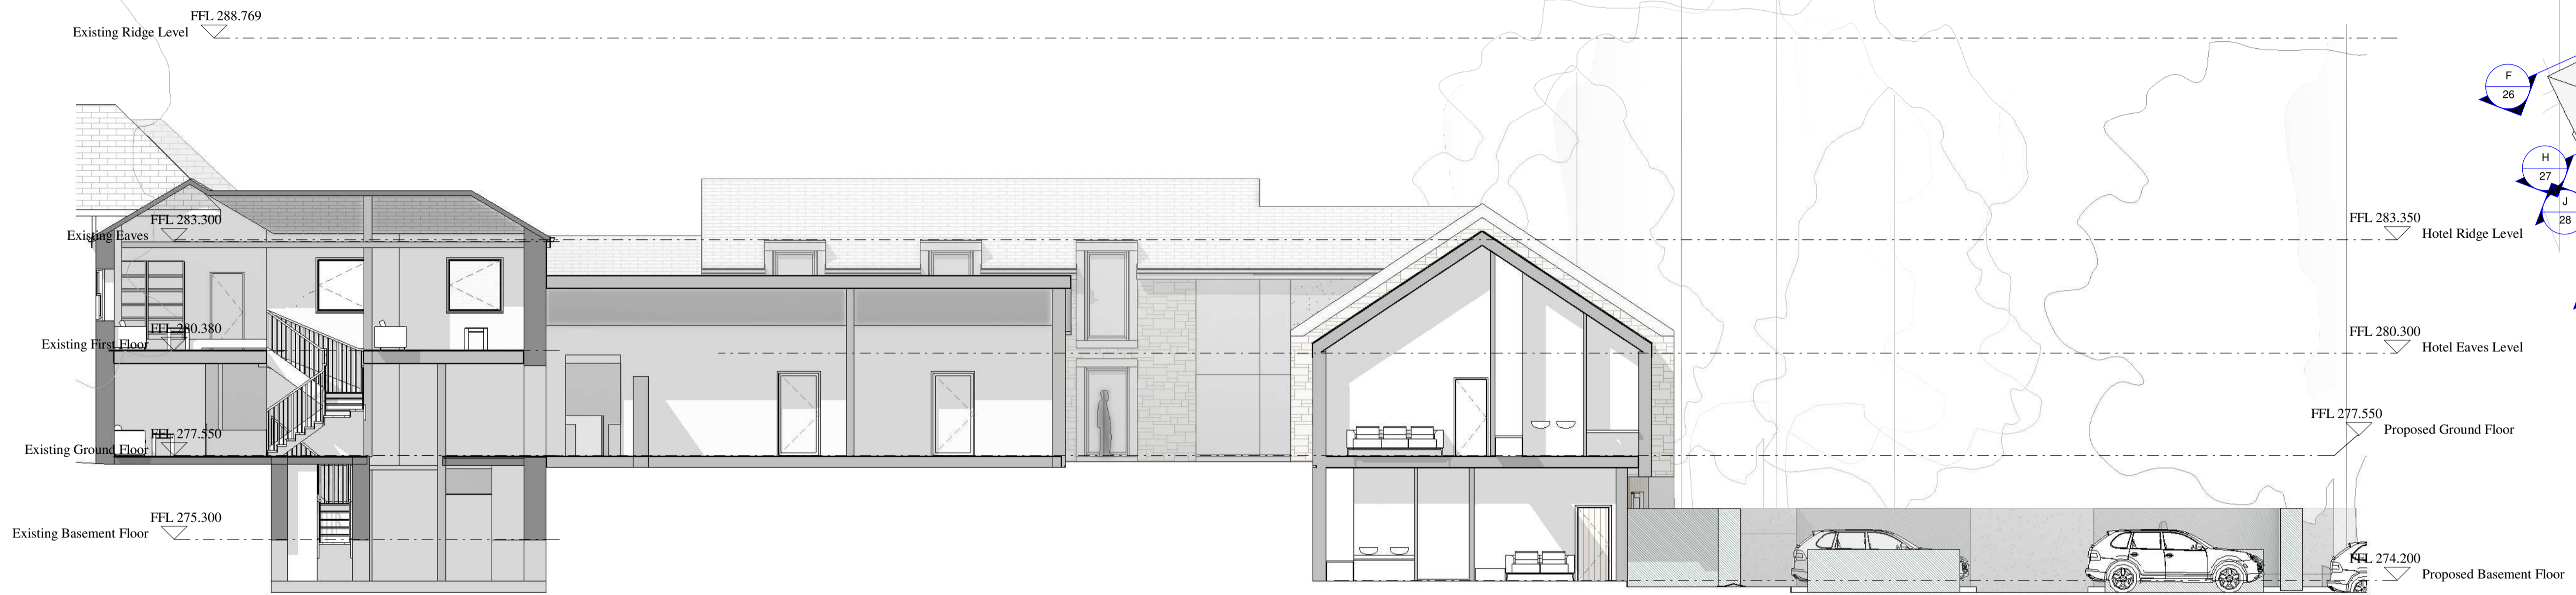 FFL 288.769
Existing Ridge Level
FFL 283.300
Existing Eaves
FFL 280.380
Existing First Floor
FFL 277.550
Existing Ground Floor
FFL 275.300
Existing Basement Floor
FFL 283.350
Hotel Ridge Level
FFL 280.300
Hotel Eaves Level
FFL 277.550
Proposed Ground Floor
FFL 274.200
Proposed Basement Floor
F
26
H
27
J
28